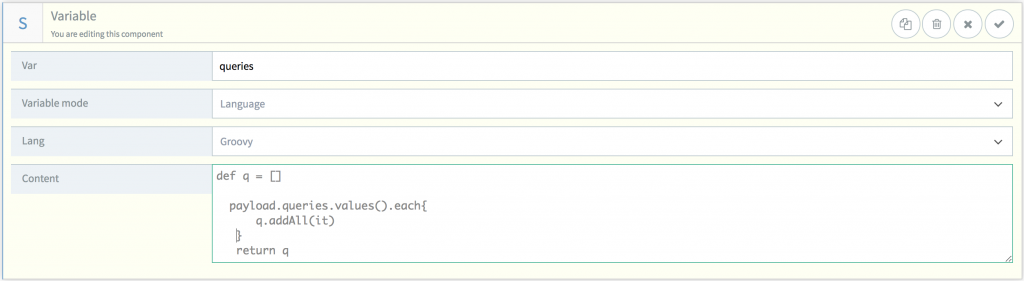 S
Variable
You are editing this component
Var
queries
Variable mode
Language
Lang
Groovy
Content
def q = []
payload.queries.values().each{
q.addAll(it)
}
return q